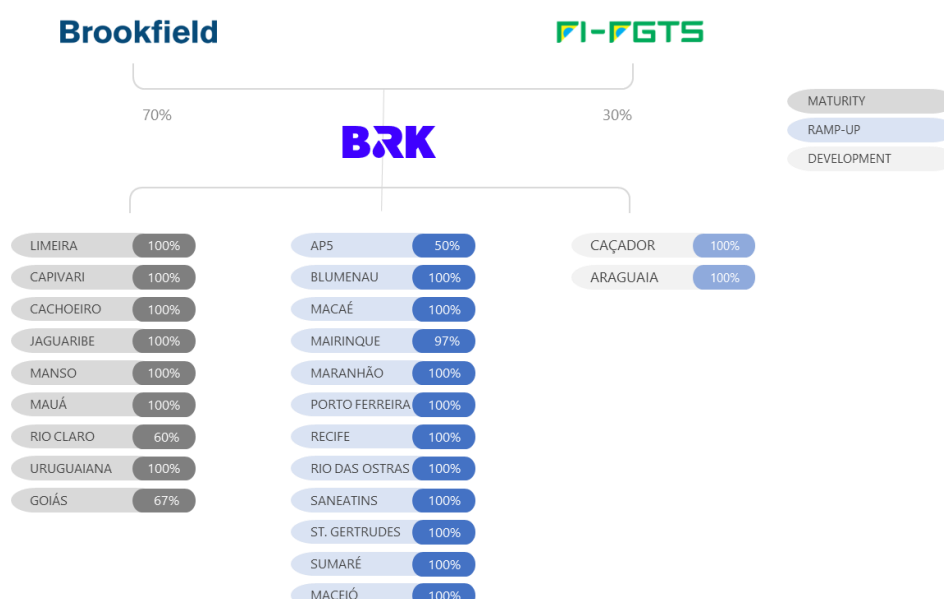 Brookfield
FI-FGTS
70%
30%
BRK
MATURITY
RAMP-UP
DEVELOPMENT
LIMEIRA 100%
CAPIVARI 100%
CACHOEIRO 100%
JAGUARIBE 100%
MANSO 100%
MAUÁ 100%
RIO CLARO 60%
URUGUAIANA 100%
GOIÁS 67%
AP5 50%
BLUMENAU 100%
MACAÉ 100%
MAIRINQUE 97%
MARANHÃO 100%
PORTO FERREIRA 100%
RECIFE 100%
RIO DAS OSTRAS 100%
SANEATINS 100%
ST. GERTRUDES 100%
SUMARÉ 100%
MACEIÓ 100%
CAÇADOR 100%
ARAGUAIA 100%